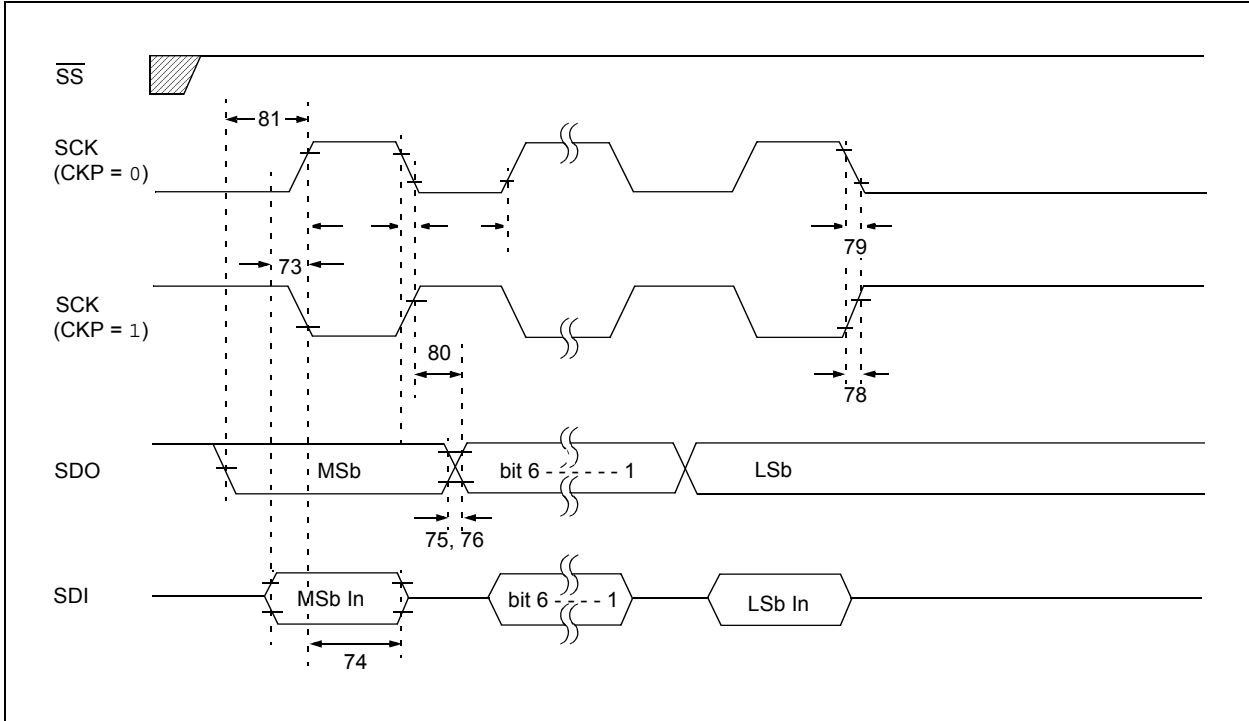 SS
81
SCK
(CKP = 0)
79
73
SCK
(CKP = 1)
80
78
SDO
MSb
bit 6 - - - - - - 1
LSb
75, 76
SDI
MSb In
bit 6 - - - - 1
LSb In
74